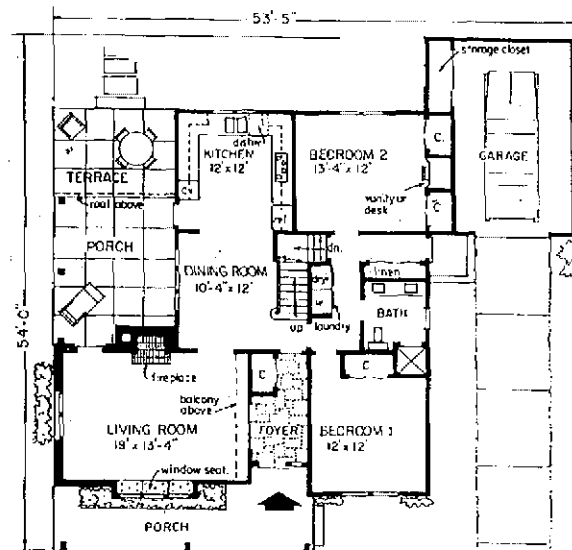 53'-5"
storage closet
dishw
KITCHEN
12' x 12'
BEDROOM 2
13'-4" x 12'
C
GARAGE
TERRACE
roof above
vanity or
desk
C
ref
PORCH
dn.
DINING ROOM
10'-4" x 12'
linen
dry
w
BATH
up
laundry
54'-0"
fireplace
C
C
balcony
above
LIVING ROOM
19' x 13'-4"
FOYER
BEDROOM 1
12' x 12'
window seat
PORCH